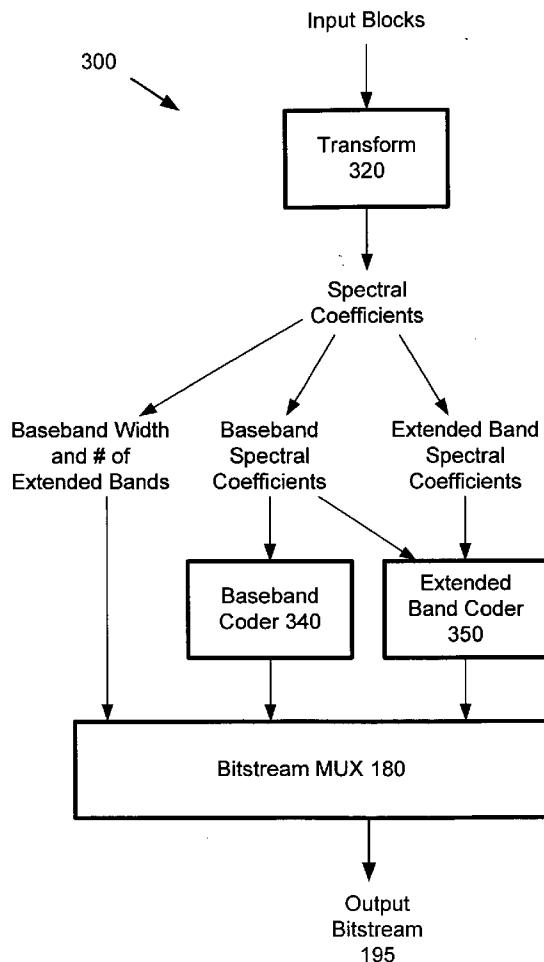 Input Blocks
300
Transform
320
Spectral
Coefficients
Baseband Width
and # of
Extended Bands
Baseband
Spectral
Coefficients
Extended Band
Spectral
Coefficients
Baseband
Coder 340
Extended
Band Coder
350
Bitstream MUX 180
Output
Bitstream
195